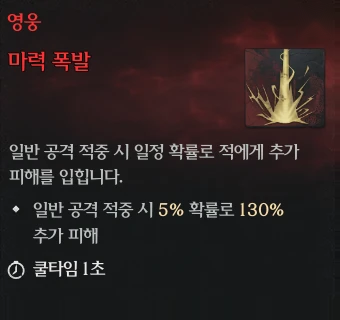 영웅
마력 폭발
일반 공격 적중 시 일정 확률로 적에게 추가
피해를 입힙니다.
일반 공격 적중 시 5% 확률로 130%
추가 피해
쿨타임 1초